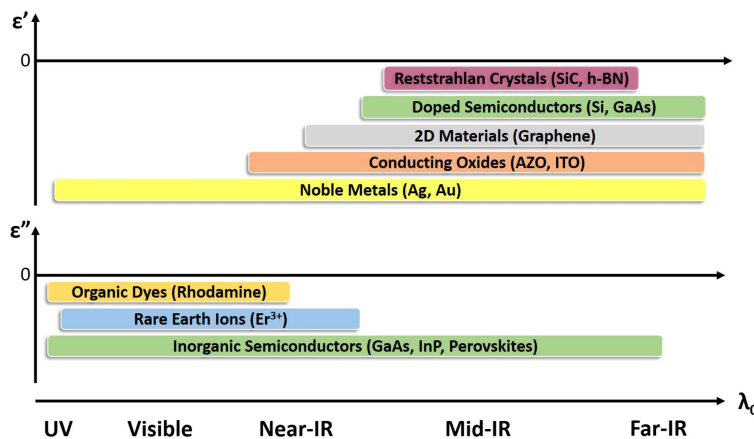 ε'
0
Reststrahlan Crystals (SiC, h-BN)
Doped Semiconductors (Si, GaAs)
2D Materials (Graphene)
Conducting Oxides (AZO, ITO)
Noble Metals (Ag, Au)
ε"
0
Organic Dyes (Rhodamine)
Rare Earth Ions (Er³⁺)
Inorganic Semiconductors (GaAs, InP, Perovskites)
λ₀
UV Visible Near-IR Mid-IR Far-IR